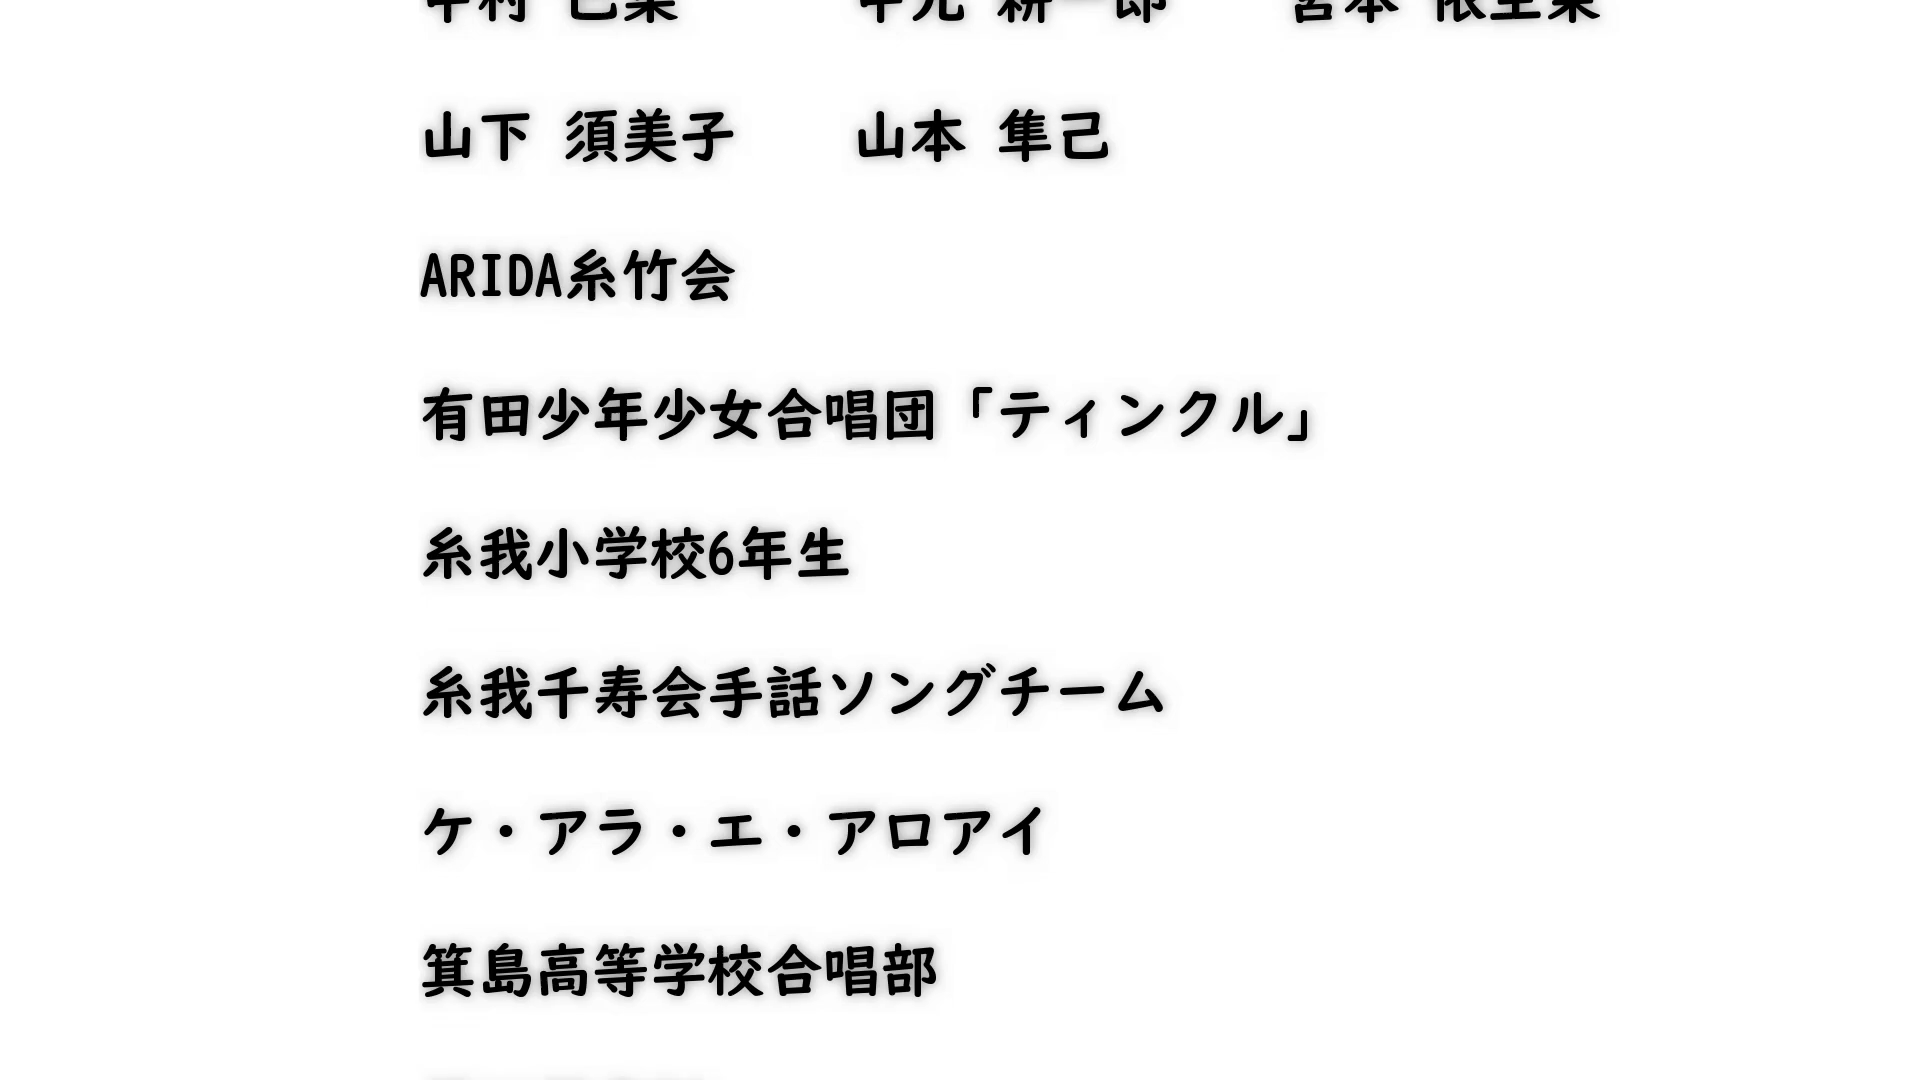 山下 須美子 山本 隼己
ARIDA糸竹会
有田少年少女合唱団「ティンクル」
糸我小学校6年生
糸我千寿会手話ソングチーム
ケ・アラ・エ・アロアイ
箕島高等学校合唱部